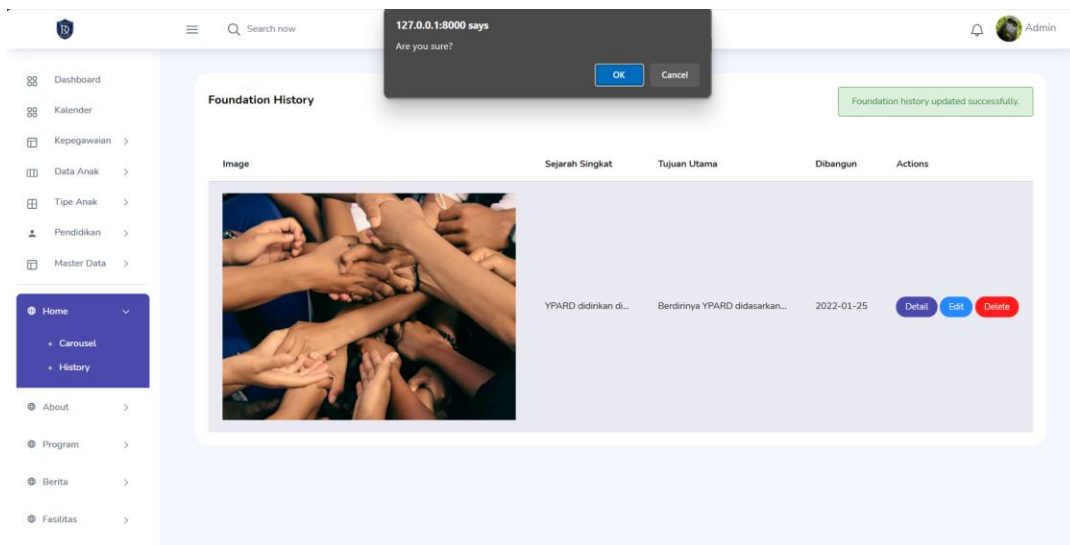 127.0.0.1:8000 says
Are you sure?
OK Cancel
Search now
Admin
Dashboard
Kalender
Kepegawaian
Data Anak
Tipe Anak
Pendidikan
Master Data
Home
Carousel
History
About
Program
Berita
Fasilitas
Foundation History
Foundation history updated successfully.
Image Sejarah Singkat Tujuan Utama Dibangun Actions
YPARD didirikan di... Berdirinya YPARD didasarkan... 2022-01-25 Detail Edit Delete